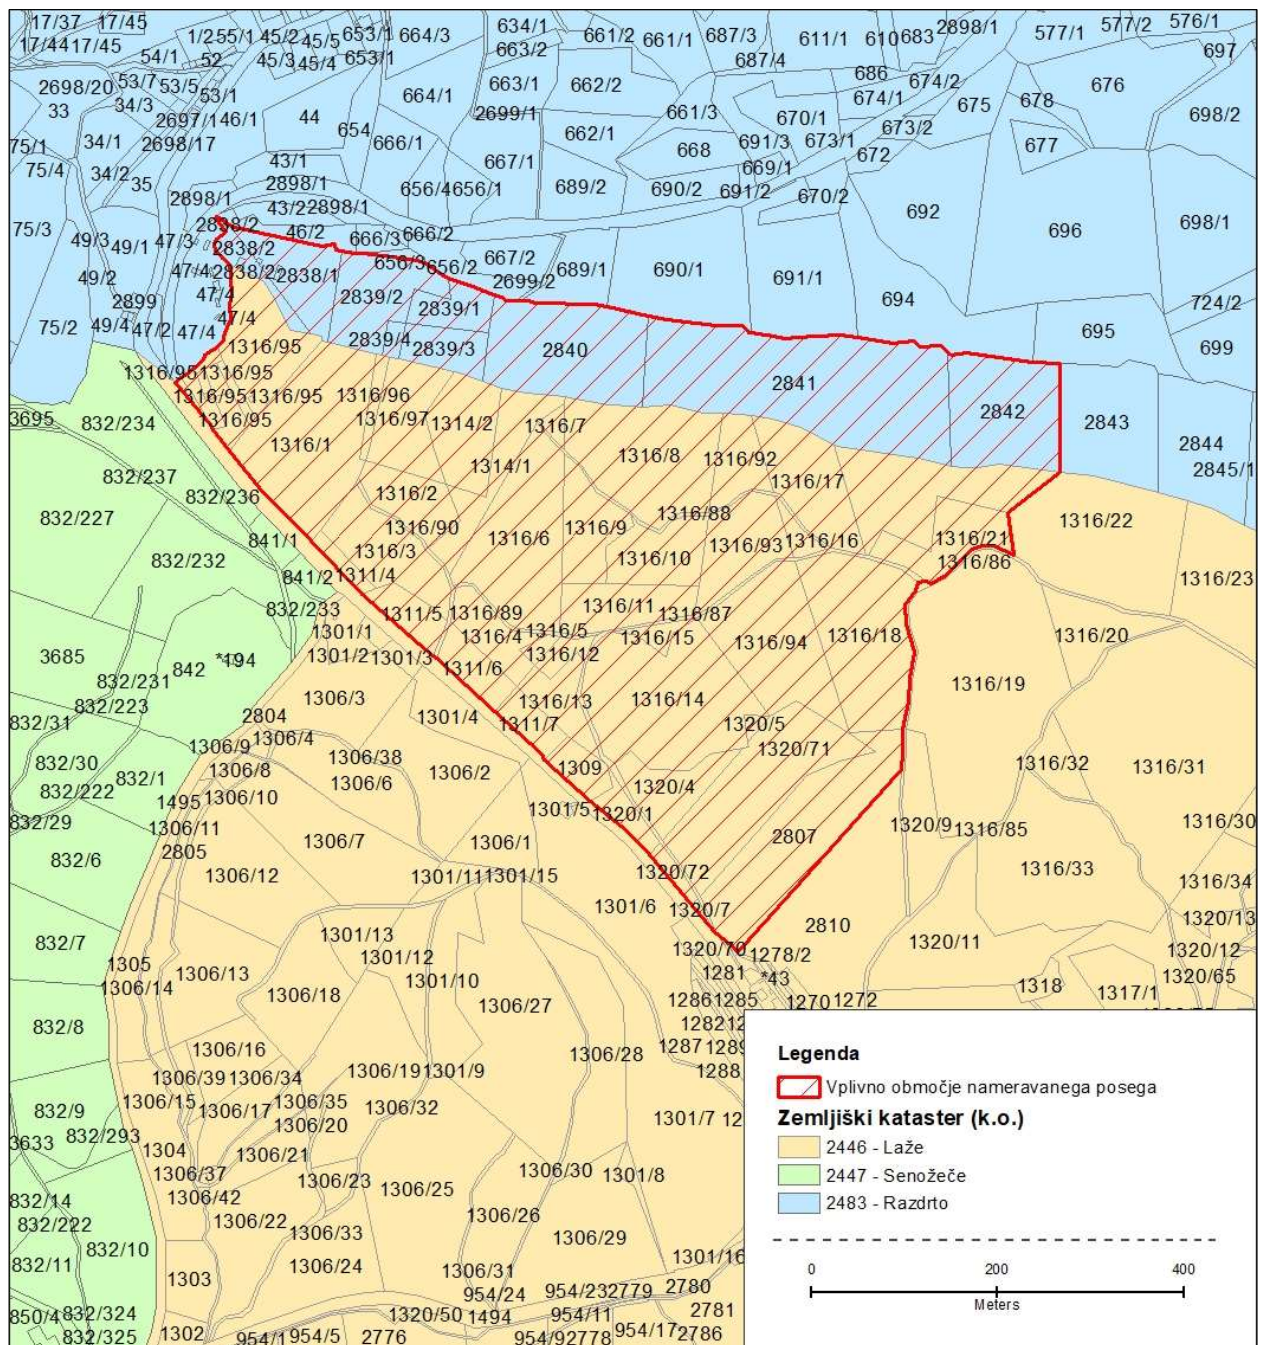 17/37 17/45 1/2 55/1 45/2 45/5 653/1 664/3 634/1 661/2 661/1 687/3 611/1 610 683 2898/1 577/1 577/2 576/1
17/44 17/45 54/1 52 45/3 45/4 653/1 663/2 687/4 697
2698/20 53/7 53/5 53/1 664/1 663/1 662/2 686 674/2 676
33 34/3 2697/1 46/1 44 654 2699/1 661/3 670/1 674/1 675 678 698/2
75/1 34/1 2698/17 666/1 662/1 668 691/3 673/1 673/2 677
75/4 34/2 35 43/1 667/1 669/1 672
2898/1 2898/1 656/4 656/1 689/2 690/2 691/2 670/2 692
75/3 2838/2 43/2 2898/1 696 698/1
49/3 49/1 47/3 2838/2 46/2 666/3 666/2
49/2 47/4 2838/2 2838/1 656/3 656/2 667/2 689/1 690/1 691/1
2899 47/4 2839/2 2839/1 2699/2 694 724/2
75/2 49/4 47/2 47/4 47/4 695
1316/95 2839/4 2839/3 2840 699
1316/95 1316/95 2841
1316/95 1316/95 1316/96 2842 2843
3695 832/234 1316/95 1316/97 1314/2 1316/7
1316/1 1314/1 1316/8 1316/92 2844
832/237 1316/17 2845/1
832/236 1316/2
832/227 1316/90 1316/6 1316/9 1316/88 1316/22
841/1 1316/3 1316/10 1316/93 1316/16 1316/21
832/232 841/2 1311/4 1316/86 1316/23
832/233 1311/5 1316/89 1316/11 1316/87
1301/1 1316/4 1316/5 1316/15 1316/94 1316/18 1316/20
3685 842 1301/2 1301/3 1311/6 1316/12
832/231 1306/3 1316/13 1316/14 1316/19
832/31 832/223 2804 1301/4 1311/7 1320/5
1306/9 1306/4 1320/71
832/30 832/1 1306/8 1306/38 1306/2 1309 1316/32 1316/31
832/222 1495 1306/10 1306/6 1320/4
832/29 1306/11 1301/5 1320/1 1320/9 1316/85 1316/30
832/6 2805 1306/7 1306/1 2807
1306/12 1301/11 1301/15 1320/72 1316/33 1316/34
1301/6 1320/7 1320/13
832/7 1301/13 1320/70 2810 1320/11 1320/12
1305 1306/13 1301/12 1281 1278/2 1320/65
1306/14 1306/18 1301/10 *43 1318 1317/1
832/8 1306/27 1286 1285 1270 1272
1306/16 1306/28 1282 1287 1289
1306/39 1306/34 1306/19 1301/9 1288
832/9 1306/15 1306/17 1306/35 1306/32 1301/7
3633 832/293 1306/20
1304 1306/21
1306/37 1306/23 1306/25 1306/30 1301/8
832/14 1306/42
832/222 1306/22 1306/33 1306/26
832/10 1306/29
832/11 1303 1306/24 1306/31 1301/16
954/24 954/23 2779 2780
850/4 832/324 1320/50 1494 954/11 2781
832/325 1302 954/1 954/5 2776 954/9 2778 954/17 2786
Legenda
Vplivno območje nameravanega posega
Zemljiški kataster (k.o.)
2446 - Laže
2447 - Senožeče
2483 - Razdrto
0 200 400
Meters